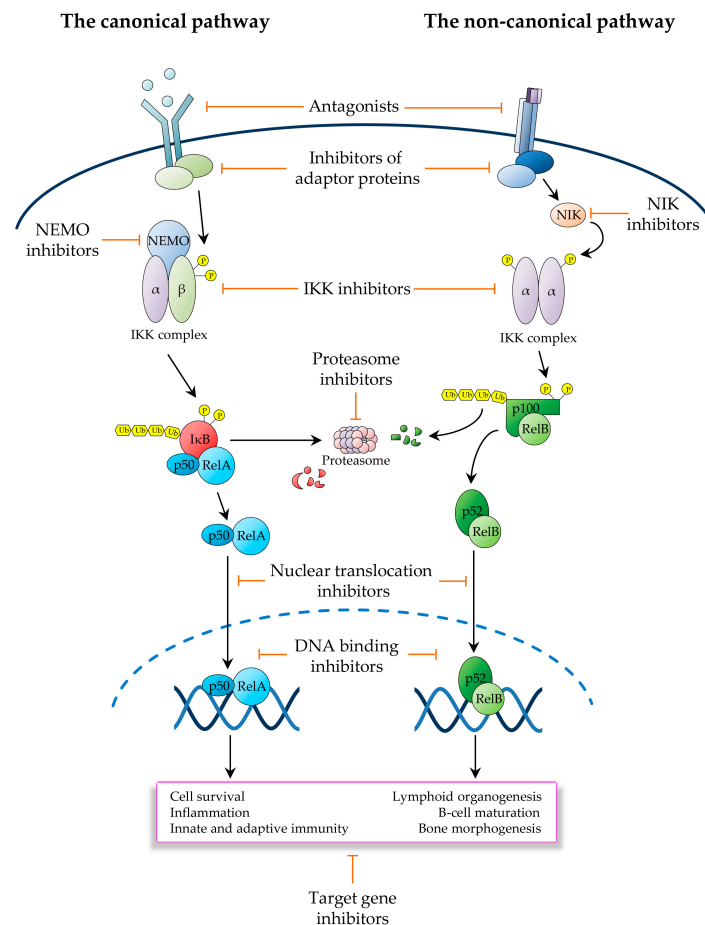 The canonical pathway
The non-canonical pathway
Antagonists
Inhibitors of
adaptor proteins
NIK
NIK
inhibitors
NEMO
inhibitors
NEMO
P
P
α
β
IKK complex
IKK inhibitors
P
P
α
α
IKK complex
Proteasome
inhibitors
P
P
Ub Ub Ub Ub
IκB
p50
RelA
Proteasome
Ub Ub Ub Ub
P
P
p100
RelB
p50
RelA
p52
RelB
Nuclear translocation
inhibitors
DNA binding
inhibitors
p50
RelA
p52
RelB
Cell survival
Inflammation
Innate and adaptive immunity
Lymphoid organogenesis
B-cell maturation
Bone morphogenesis
Target gene
inhibitors